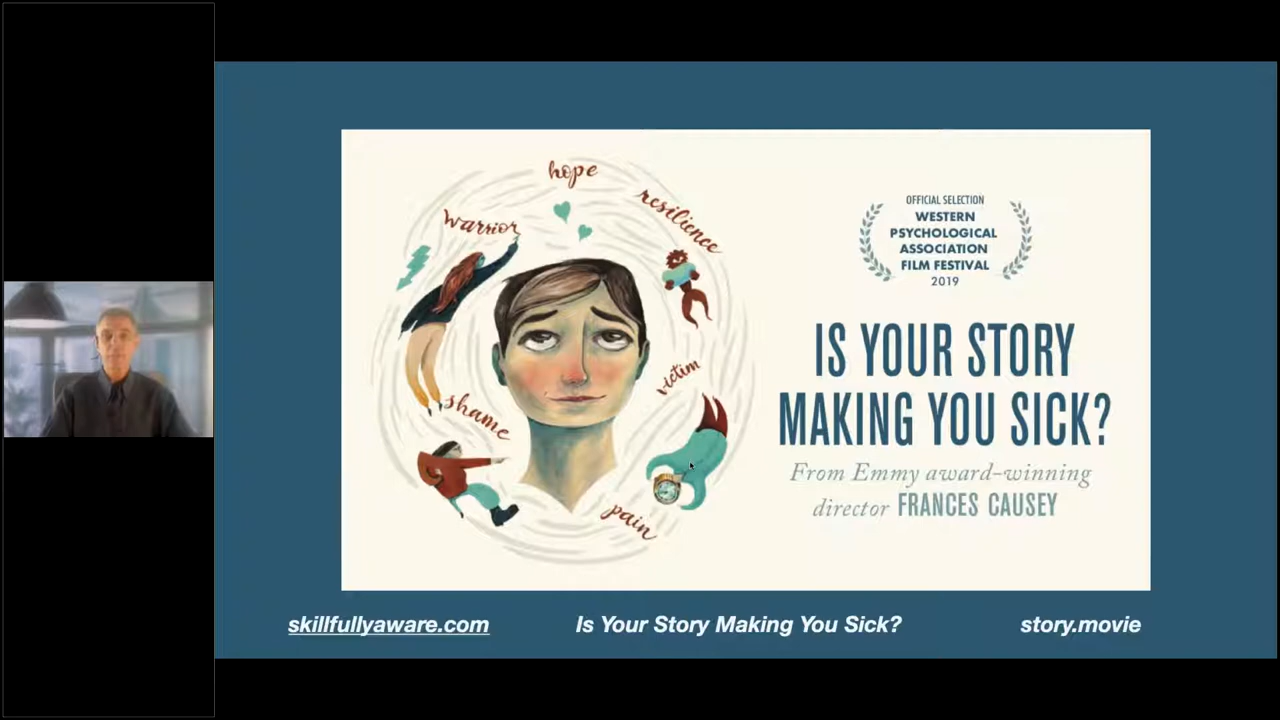 hope
resilience
warrior
victim
shame
pain
OFFICIAL SELECTION
WESTERN
PSYCHOLOGICAL
ASSOCIATION
FILM FESTIVAL
2019
IS YOUR STORY
MAKING YOU SICK?
From Emmy award-winning
director FRANCES CAUSEY
skillfullyaware.com
Is Your Story Making You Sick?
story.movie